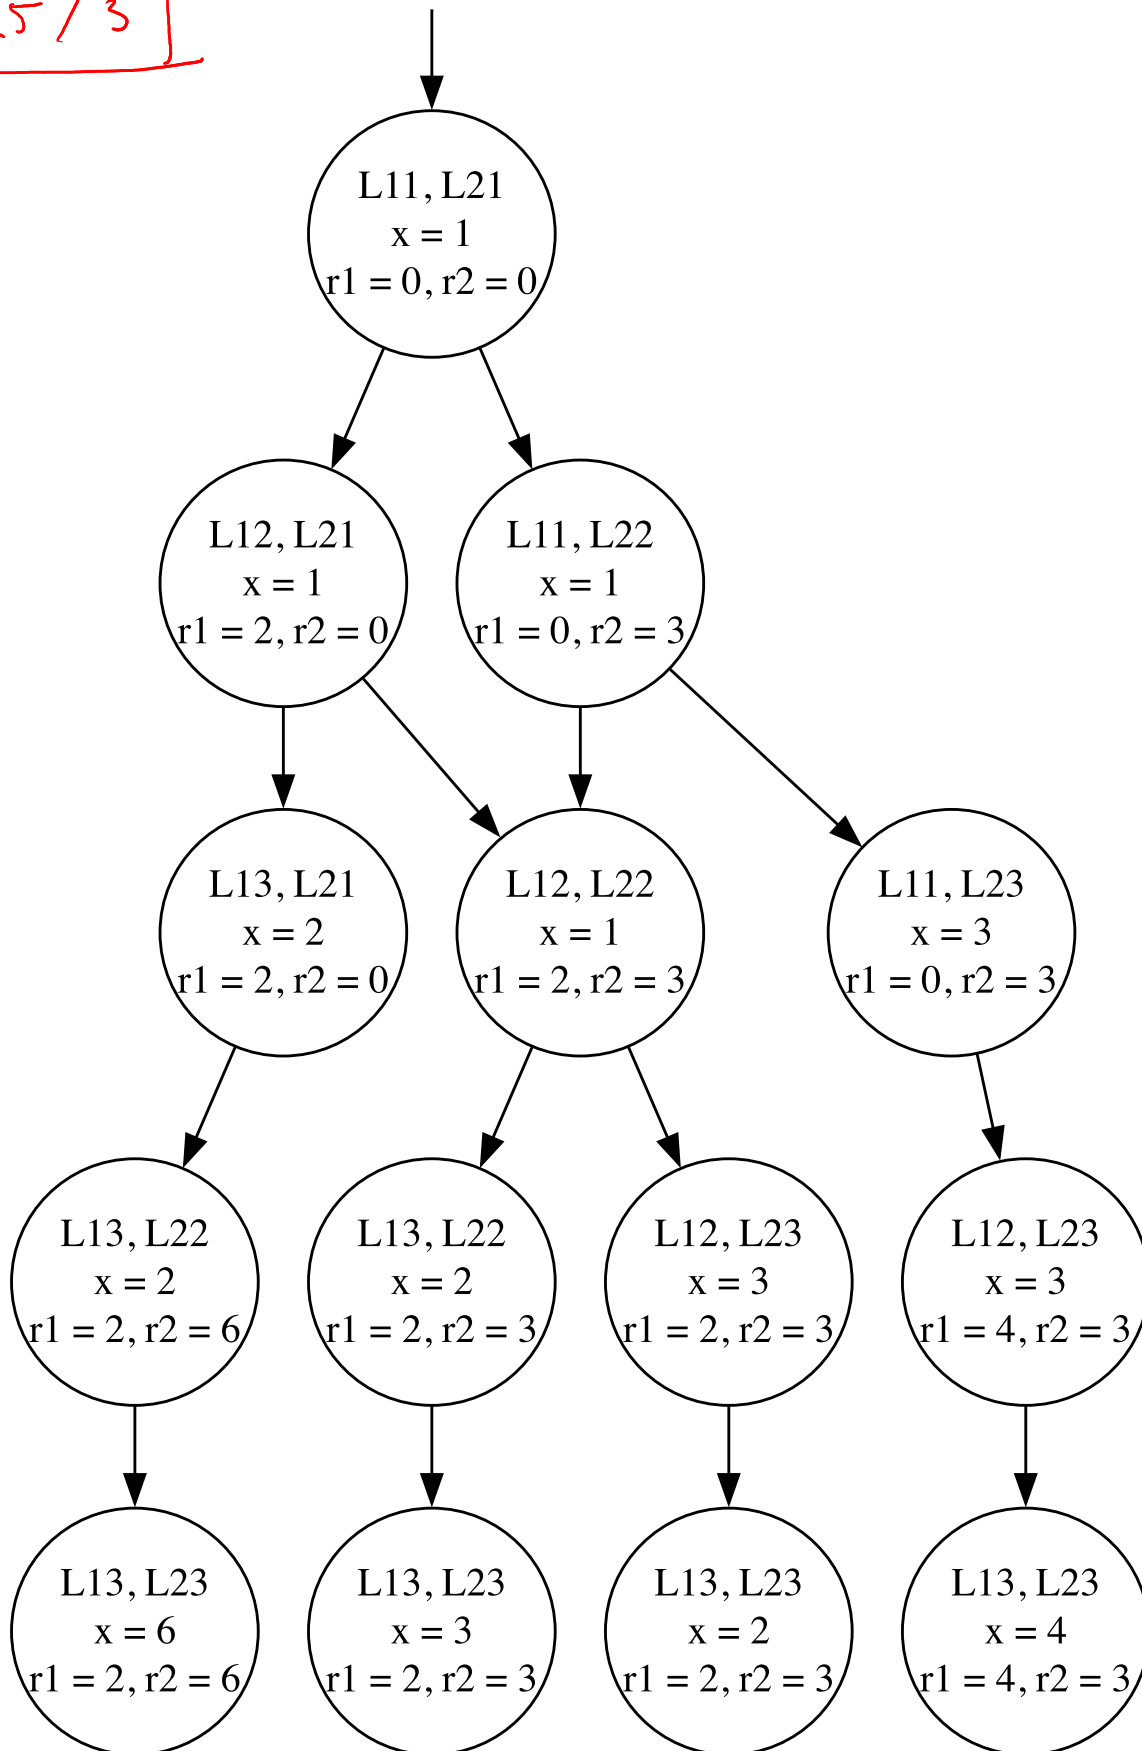 5 / 3 ]
L11, L21
x = 1
r1 = 0, r2 = 0
L12, L21
x = 1
r1 = 2, r2 = 0
L11, L22
x = 1
r1 = 0, r2 = 3
L13, L21
x = 2
r1 = 2, r2 = 0
L12, L22
x = 1
r1 = 2, r2 = 3
L11, L23
x = 3
r1 = 0, r2 = 3
L13, L22
x = 2
r1 = 2, r2 = 6
L13, L22
x = 2
r1 = 2, r2 = 3
L12, L23
x = 3
r1 = 2, r2 = 3
L12, L23
x = 3
r1 = 4, r2 = 3
L13, L23
x = 6
r1 = 2, r2 = 6
L13, L23
x = 3
r1 = 2, r2 = 3
L13, L23
x = 2
r1 = 2, r2 = 3
L13, L23
x = 4
r1 = 4, r2 = 3